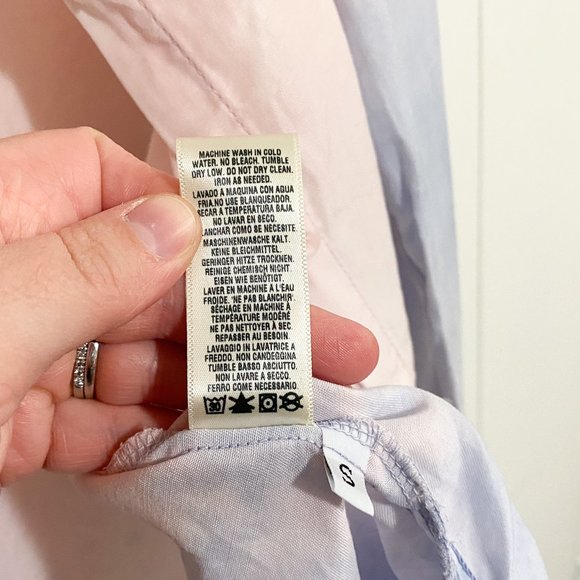 MACHINE WASH IN COLD
WATER. NO BLEACH. TUMBLE
DRY LOW. DO NOT DRY CLEAN.
IRON AS NEEDED.
LAVADO A MAQUINA CON AGUA
FRIA.NO USE BLANQUEADOR.
SECAR A TEMPERATURA BAJA.
NO LAVAR EN SECO.
PLANCHAR COMO SE NECESITE.
MASCHINENWASCHE KALT.
KEINE BLEICHMITTEL.
GERINGER HITZE TROCKNEN.
REINIGE CHEMISCH NICHT.
EISEN WIE BENÖTIGT.
LAVER EN MACHINE À L'EAU
FROIDE. 'NE PAS BLANCHIR'.
SÉCHAGE EN MACHINE À
TEMPÉRATURE MODÉRÉ
NE PAS NETTOYER À SEC.
REPASSER AU BESOIN.
LAVAGGIO IN LAVATRICE A
FREDDO. NON CANDEGGINA
TUMBLE BASSO ASCIUTTO.
NON LAVARE A SECCO.
FERRO COME NECESSARIO.
30
S